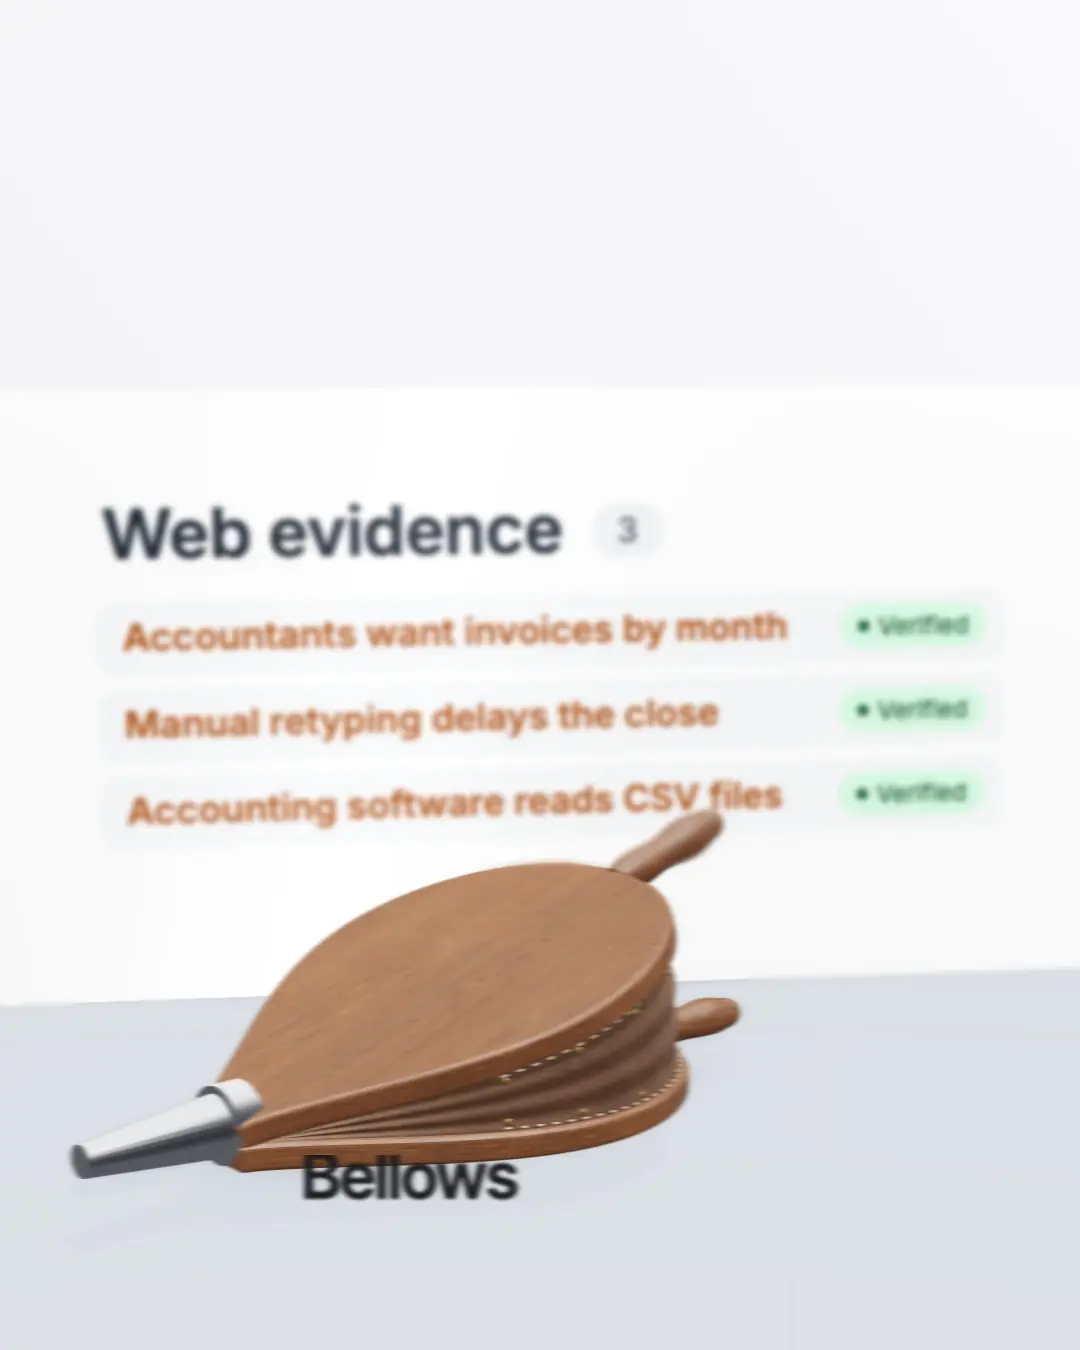 Web evidence 3
Accountants want invoices by month
• Verified
Manual retyping delays the close
• Verified
Accounting software reads CSV files
• Verified
Bellows